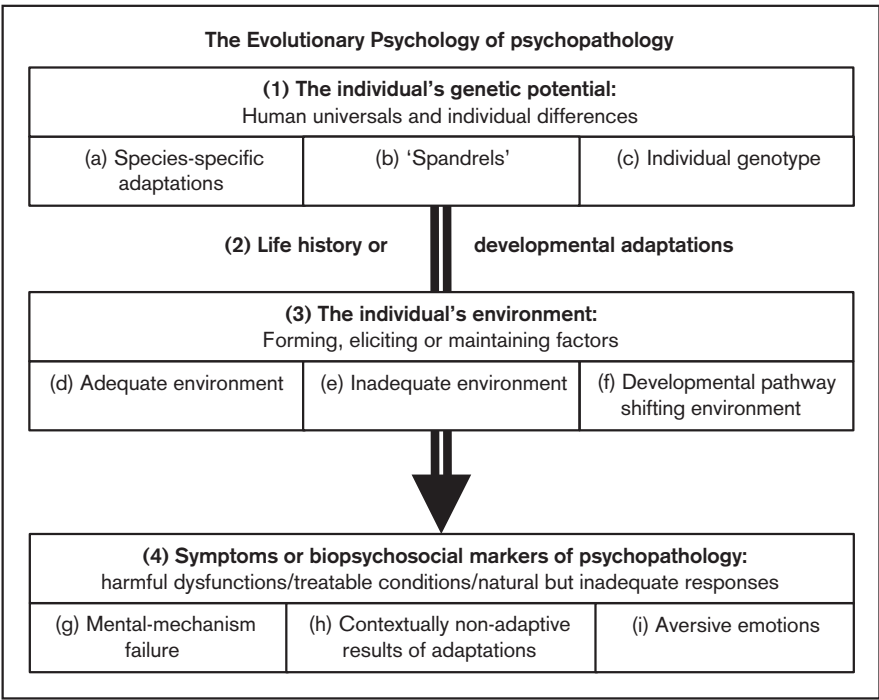 The Evolutionary Psychology of psychopathology
(1) The individual's genetic potential:
Human universals and individual differences
(a) Species-specific
adaptations
(b) 'Spandrels'
(c) Individual genotype
(2) Life history or developmental adaptations
(3) The individual's environment:
Forming, eliciting or maintaining factors
(d) Adequate environment
(e) Inadequate environment
(f) Developmental pathway
shifting environment
(4) Symptoms or biopsychosocial markers of psychopathology:
harmful dysfunctions/treatable conditions/natural but inadequate responses
(g) Mental-mechanism
failure
(h) Contextually non-adaptive
results of adaptations
(i) Aversive emotions